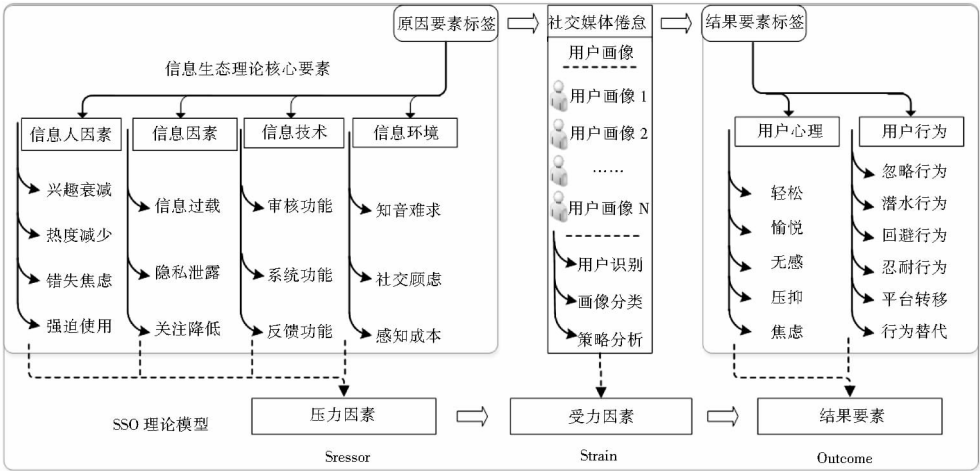 原因要素标签
社交媒体倦怠
结果要素标签
信息生态理论核心要素
信息人因素
信息因素
信息技术
信息环境
兴趣衰减
热度减少
错失焦虑
强迫使用
信息过载
隐私泄露
关注降低
审核功能
系统功能
反馈功能
知音难求
社交顾虑
感知成本
用户画像
用户画像 1
用户画像 2
……
用户画像 N
用户识别
画像分类
策略分析
用户心理
用户行为
轻松
愉悦
无感
压抑
焦虑
忽略行为
潜水行为
回避行为
忍耐行为
平台转移
行为替代
SSO 理论模型
压力因素
受力因素
结果要素
Sressor
Strain
Outcome